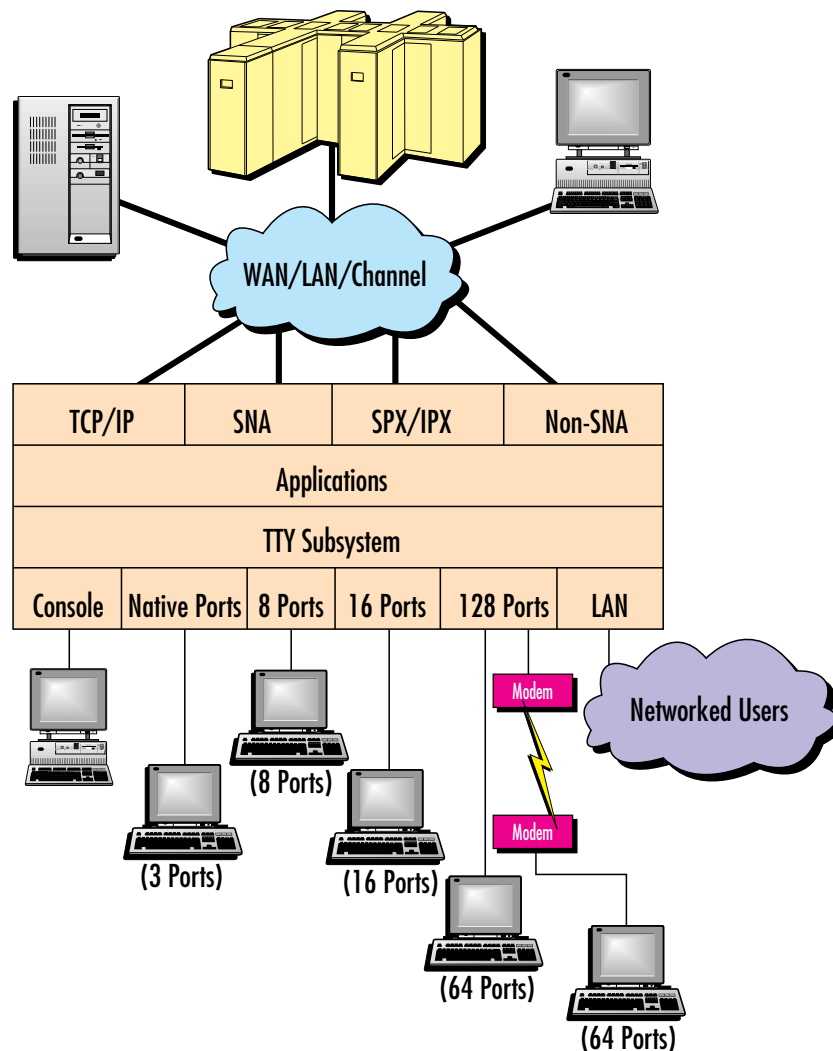 WAN/LAN/Channel
TCP/IP
SNA
SPX/IPX
Non-SNA
Applications
TTY Subsystem
Console
Native Ports
8 Ports
16 Ports
128 Ports
LAN
Modem
Networked Users
(8 Ports)
Modem
(3 Ports)
(16 Ports)
(64 Ports)
(64 Ports)